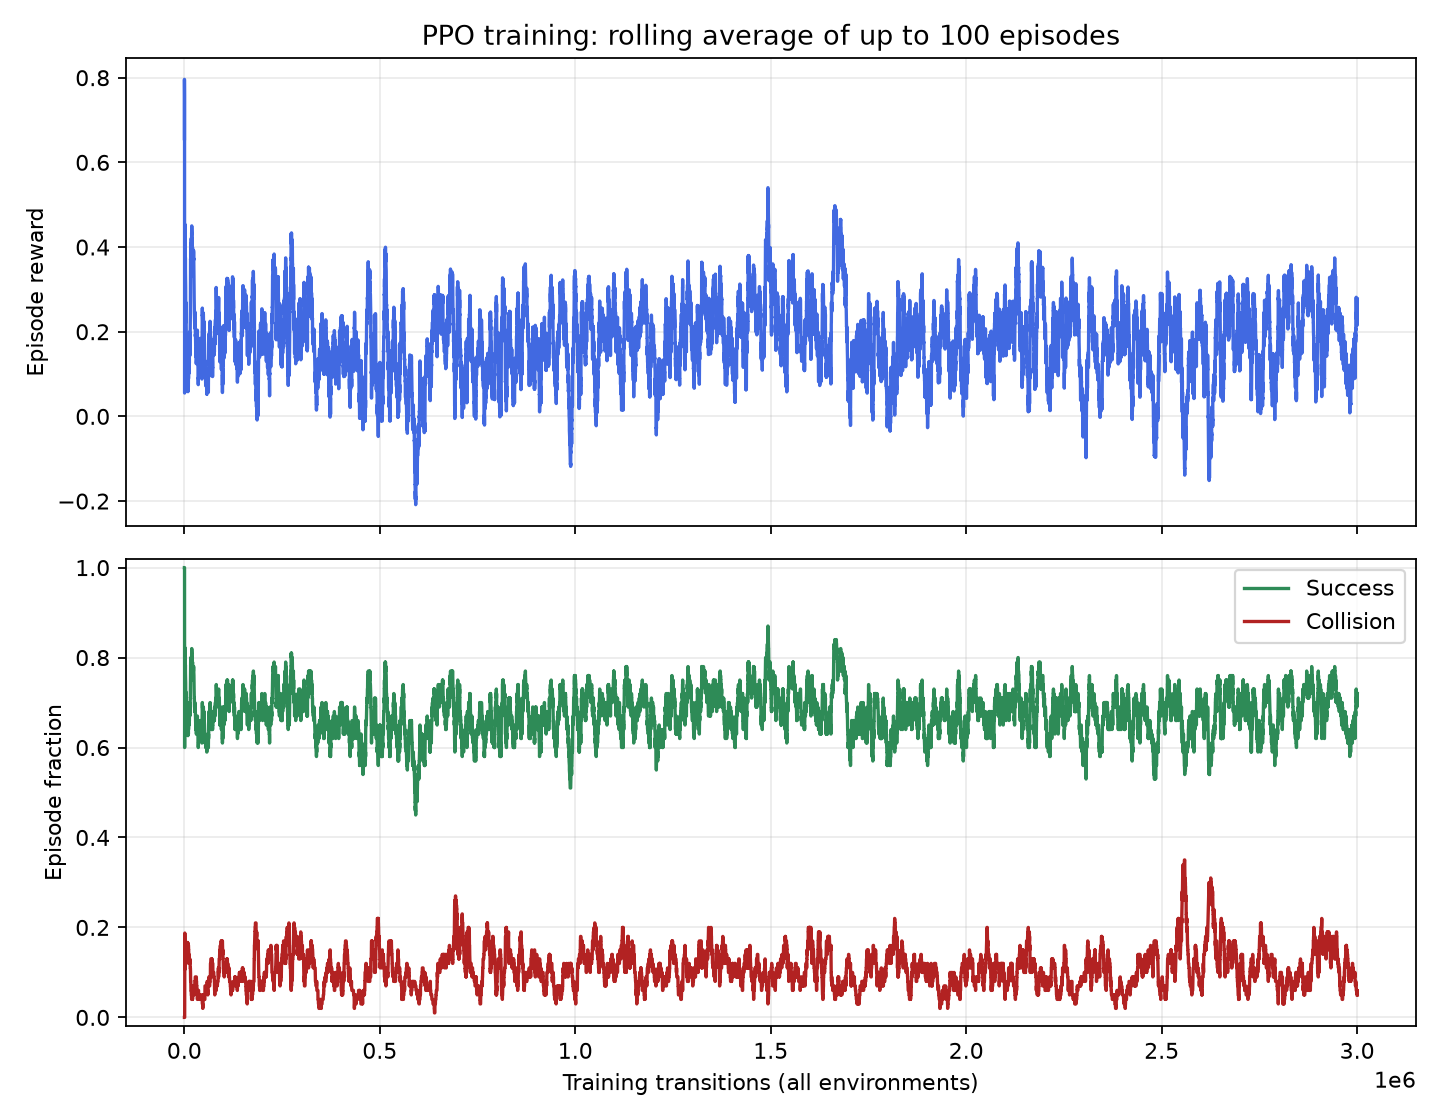 PPO training: rolling average of up to 100 episodes
Episode reward
0.8
0.6
0.4
0.2
0.0
−0.2
Episode fraction
1.0
0.8
0.6
0.4
0.2
0.0
Success
Collision
0.0 0.5 1.0 1.5 2.0 2.5 3.0
Training transitions (all environments)
1e6